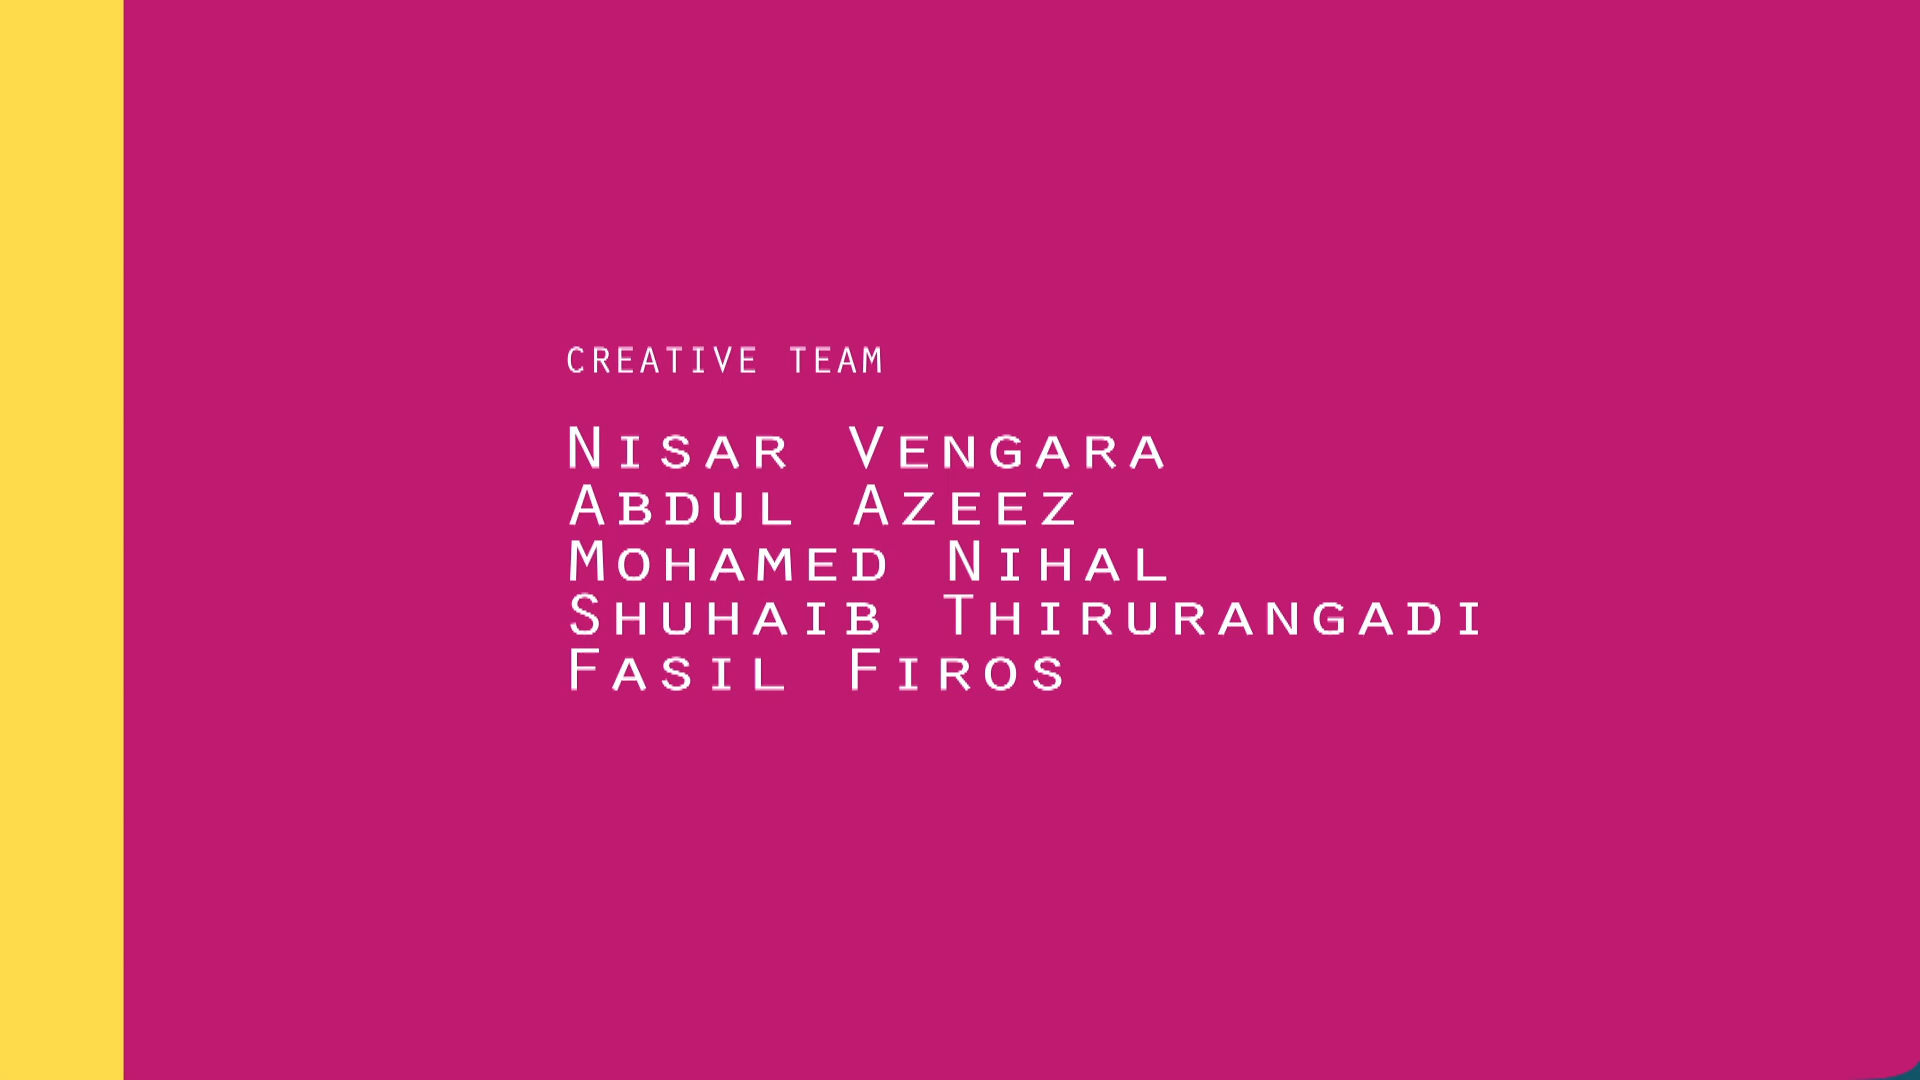 CREATIVE TEAM
Nisar Vengara
Abdul Azeez
Mohamed Nihal
Shuhaib Thirurangadi
Fasil Firos